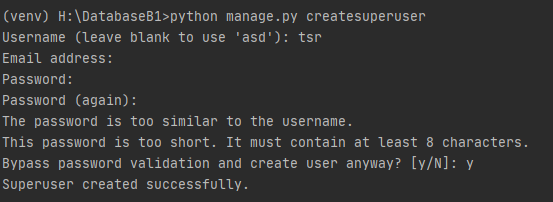 (venv) H:\DatabaseB1>python manage.py createsuperuser
Username (leave blank to use 'asd'): tsr
Email address:
Password:
Password (again):
The password is too similar to the username.
This password is too short. It must contain at least 8 characters.
Bypass password validation and create user anyway? [y/N]: y
Superuser created successfully.